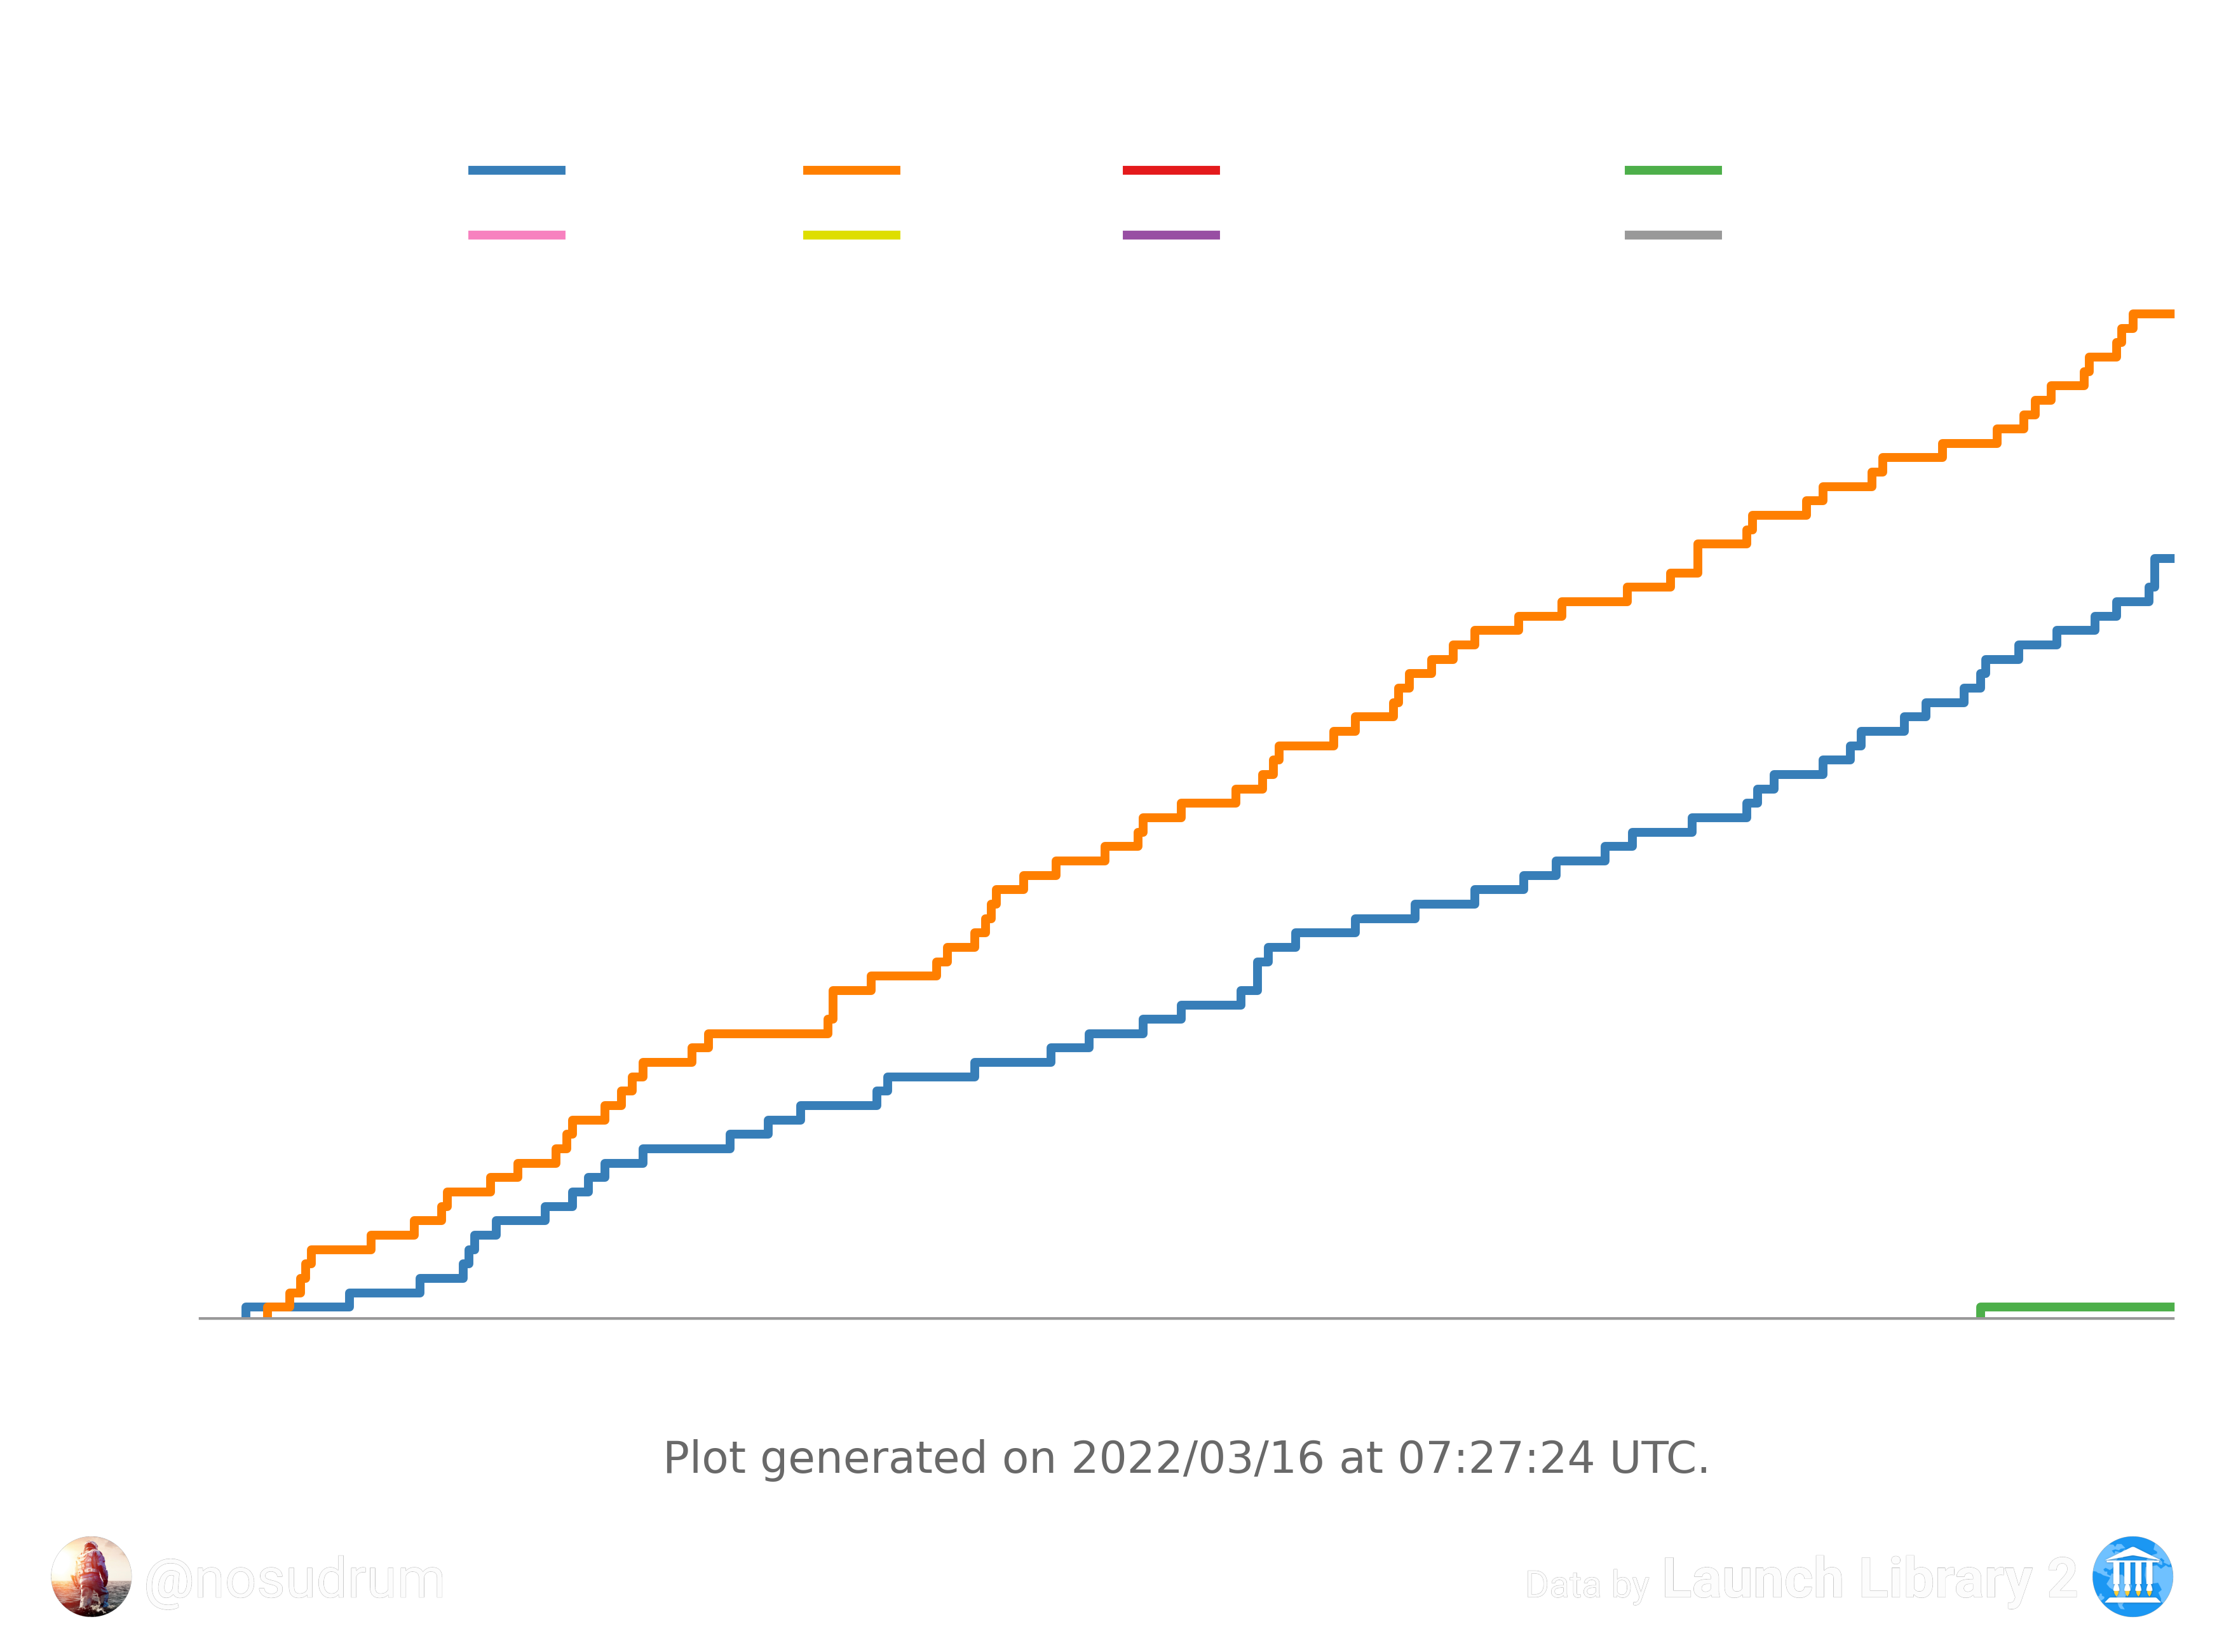 Plot generated on 2022/03/16 at 07:27:24 UTC.
@nosudrum
Data by Launch Library 2